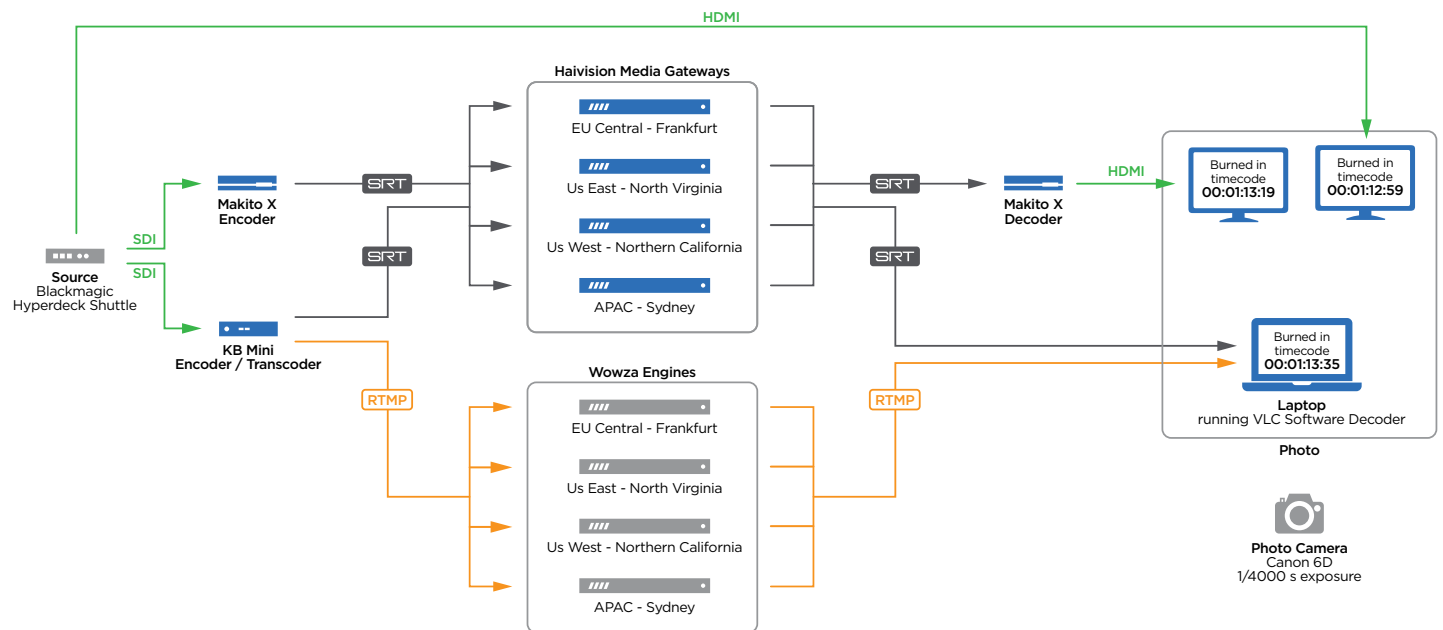 HDMI
Haivision Media Gateways
EU Central - Frankfurt
Us East - North Virginia
Us West - Northern California
APAC - Sydney
SDI
SDI
Source
Blackmagic
Hyperdeck Shuttle
Makito X
Encoder
KB Mini
Encoder / Transcoder
SRT
SRT
RTMP
Wowza Engines
EU Central - Frankfurt
Us East - North Virginia
Us West - Northern California
APAC - Sydney
SRT
SRT
RTMP
Makito X
Decoder
HDMI
Burned in
timecode
00:01:13:19
Burned in
timecode
00:01:12:59
Burned in
timecode
00:01:13:35
Laptop
running VLC Software Decoder
Photo
Photo Camera
Canon 6D
1/4000 s exposure